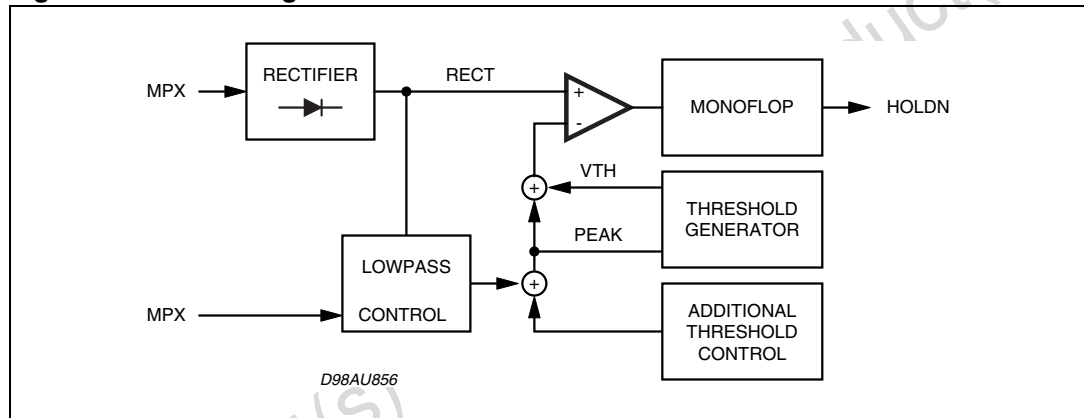 MPX
RECTIFIER
RECT
+
-
MONOFLOP
HOLDN
VTH
+
THRESHOLD
GENERATOR
PEAK
LOWPASS
CONTROL
+
MPX
ADDITIONAL
THRESHOLD
CONTROL
D98AU856
(s)